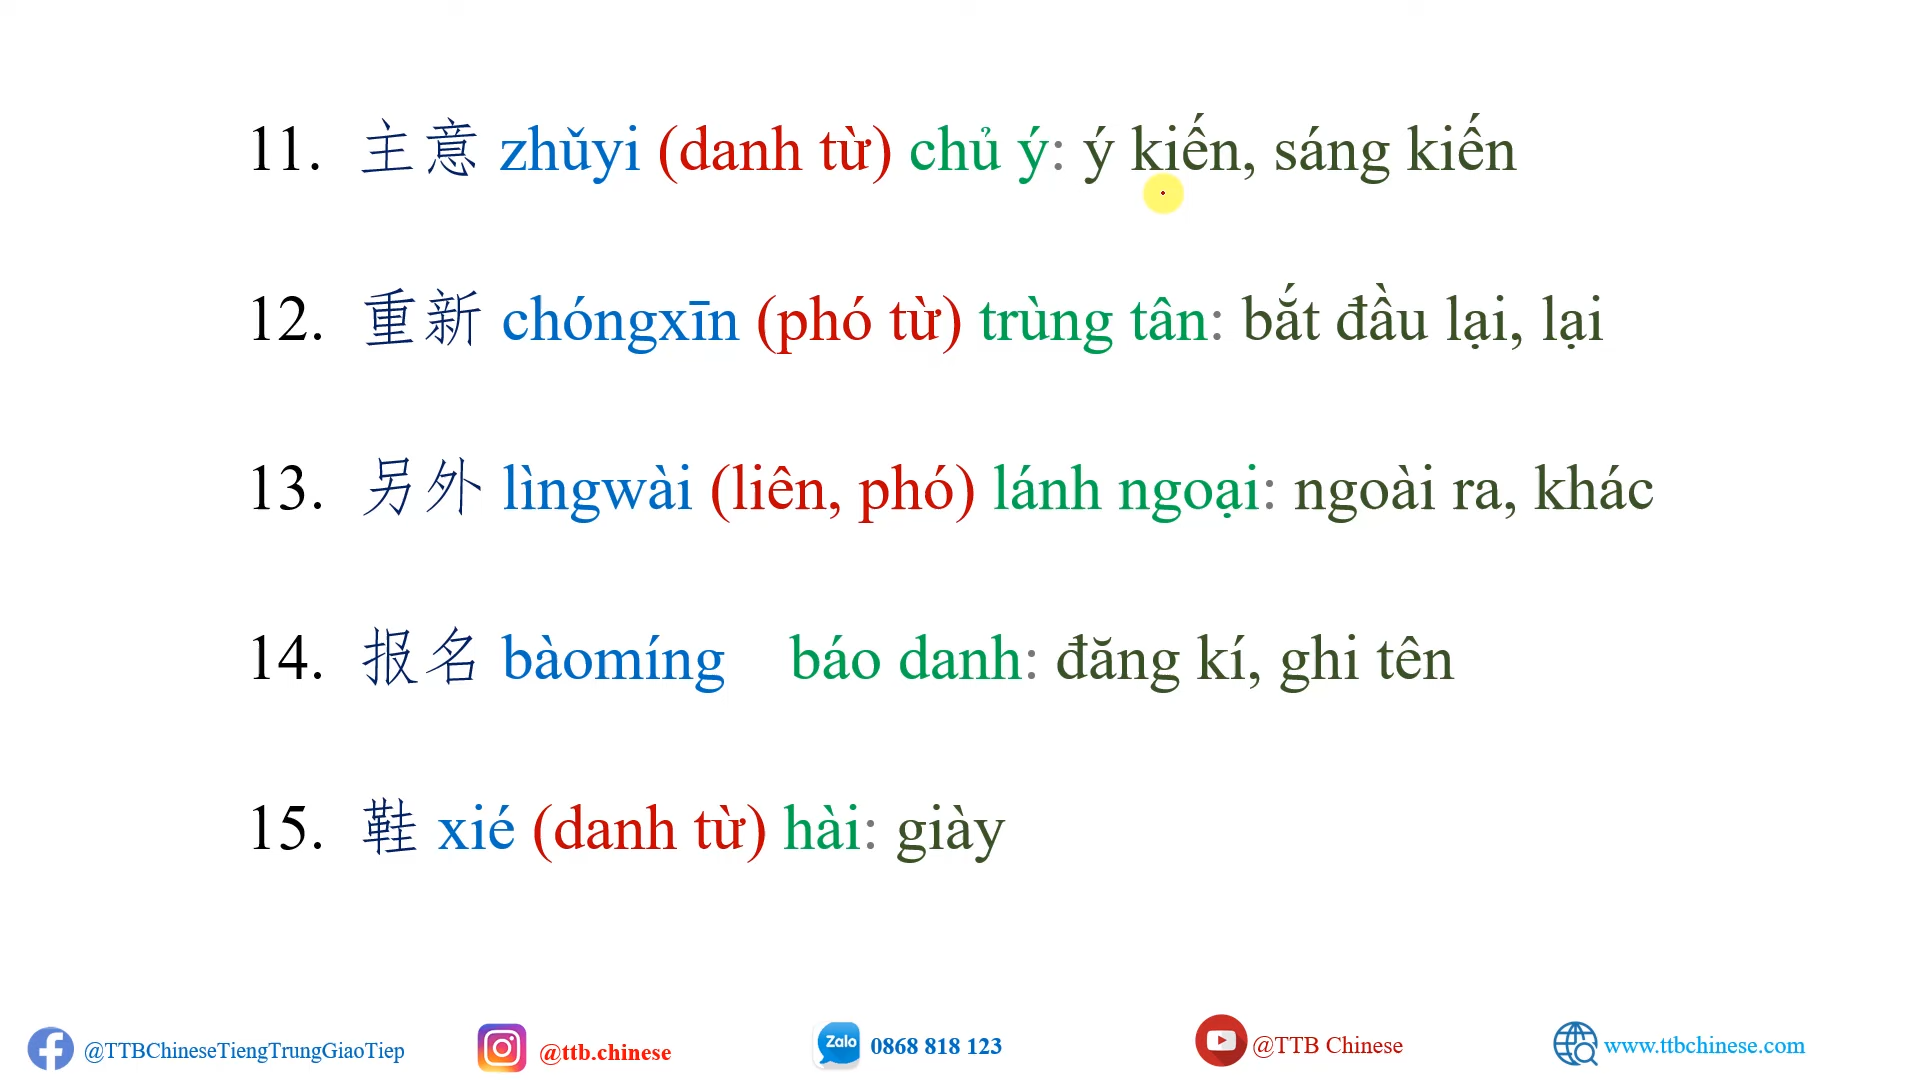 11. 主意 zhǔyi (danh từ) chủ ý: ý kiến, sáng kiến
12. 重新 chóngxīn (phó từ) trùng tân: bắt đầu lại, lại
13. 另外 lìngwài (liên, phó) lánh ngoại: ngoài ra, khác
14. 报名 bàomíng báo danh: đăng kí, ghi tên
15. 鞋 xié (danh từ) hài: giày
@TTBChineseTiengTrungGiaoTiep @ttb.chinese Zalo 0868 818 123 @TTB Chinese www.ttbchinese.com